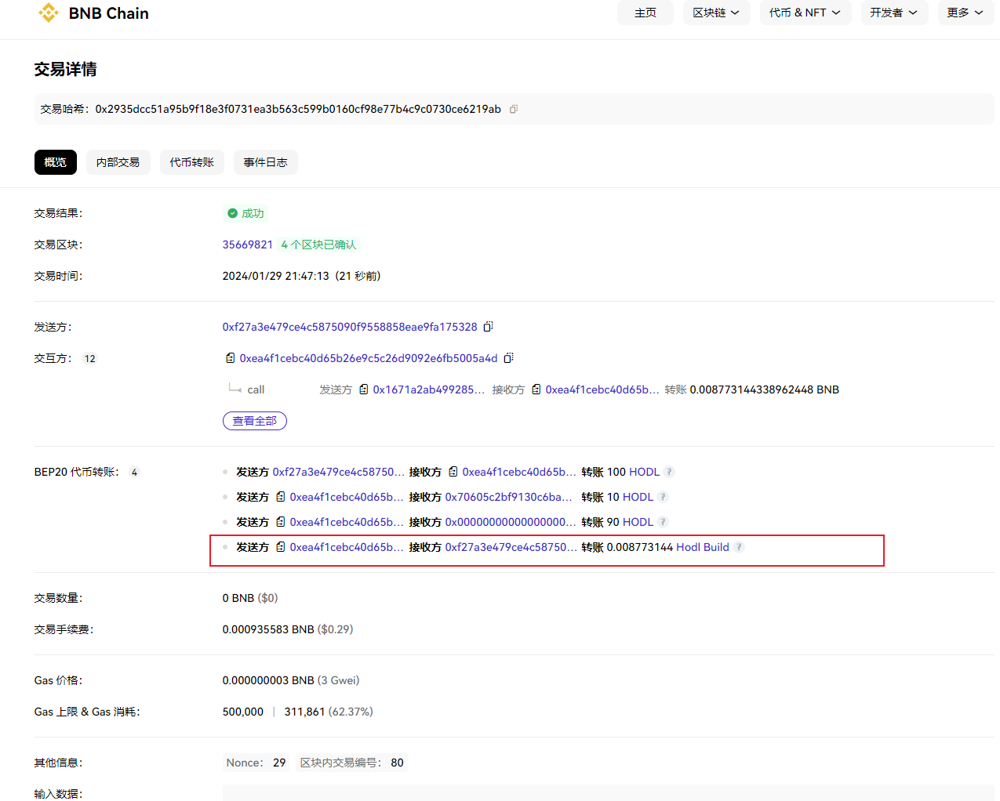 BNB Chain 主页 区块链 代币 & NFT 开发者 更多
交易详情
交易哈希： 0x2935dcc51a95b9f18e3f0731ea3b563c599b0160cf98e77b4c9c0730ce6219ab
概览 内部交易 代币转账 事件日志
交易结果： 成功
交易区块： 35669821 4 个区块已确认
交易时间： 2024/01/29 21:47:13 (21 秒前)
发送方： 0xf27a3e479ce4c5875090f9558858eae9fa175328
交互方： 12 0xea4f1cebc40d65b26e9c5c26d9092e6fb5005a4d
call 发送方 0x1671a2ab499285... 接收方 0xea4f1cebc40d65b... 转账 0.008773144338962448 BNB
查看全部
BEP20 代币转账： 4 发送方 0xf27a3e479ce4c58750... 接收方 0xea4f1cebc40d65b... 转账 100 HODL ?
发送方 0xea4f1cebc40d65b... 接收方 0x70605c2bf9130c6ba... 转账 10 HODL ?
发送方 0xea4f1cebc40d65b... 接收方 0x00000000000000000... 转账 90 HODL ?
发送方 0xea4f1cebc40d65b... 接收方 0xf27a3e479ce4c58750... 转账 0.008773144 Hodl Build ?
交易数量： 0 BNB ($0)
交易手续费： 0.000935583 BNB ($0.29)
Gas 价格： 0.000000003 BNB (3 Gwei)
Gas 上限 & Gas 消耗： 500,000 | 311,861 (62.37%)
其他信息： Nonce： 29 区块内交易编号： 80
输入数据：